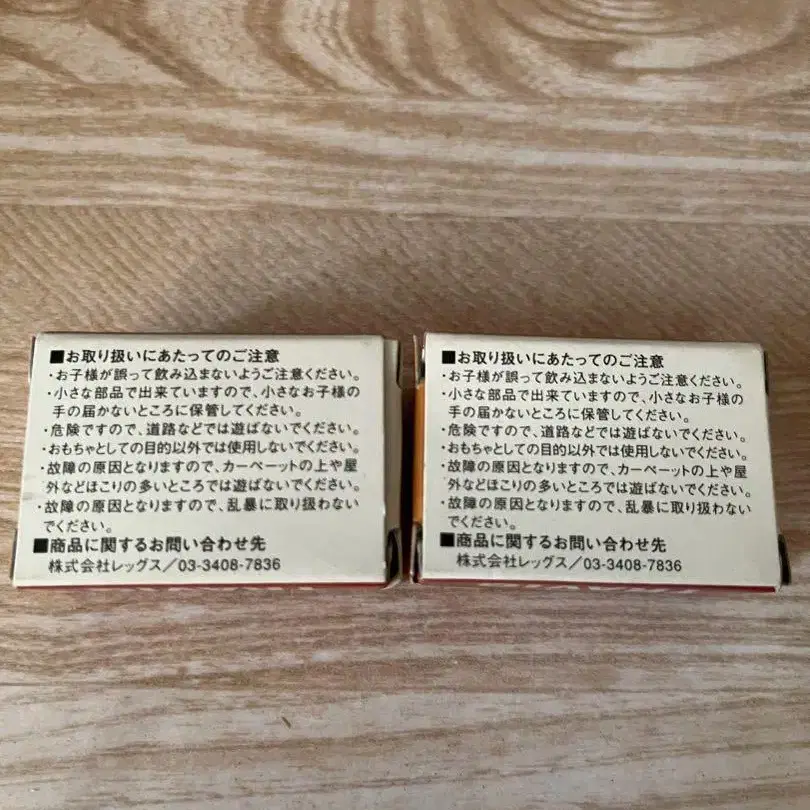 ■お取り扱いにあたってのご注意
・お子様が誤って飲み込まないようご注意ください。
・小さな部品で出来ていますので、小さなお子様の
手の届かないところに保管してください。
・危険ですので、道路などでは遊ばないでください。
・おもちゃとしての目的以外では使用しないでください。
・故障の原因となりますので、カーペットの上や屋
外などほこりの多いところでは遊ばないでください。
・故障の原因となりますので、乱暴に取り扱わない
でください。
■商品に関するお問い合わせ先
株式会社レッグス/03-3408-7836
■お取り扱いにあたってのご注意
・お子様が誤って飲み込まないようご注意ください。
・小さな部品で出来ていますので、小さなお子様の
手の届かないところに保管してください。
・危険ですので、道路などでは遊ばないでください。
・おもちゃとしての目的以外では使用しないでください。
・故障の原因となりますので、カーペットの上や屋
外などほこりの多いところでは遊ばないでください。
・故障の原因となりますので、乱暴に取り扱わない
でください。
■商品に関するお問い合わせ先
株式会社レッグス/03-3408-7836